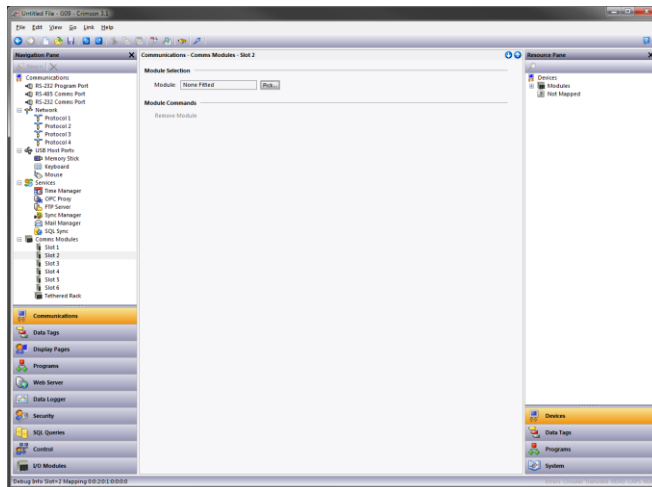 Untitled File - G09 - Crimson 3.1
File Edit View Go Link Help
Navigation Pane
Communications
RS-232 Program Port
RS-485 Comms Port
RS-232 Comms Port
Network
Protocol 1
Protocol 2
Protocol 3
Protocol 4
USB Host Ports
Memory Stick
Keyboard
Mouse
Services
Time Manager
OPC Proxy
FTP Server
Sync Manager
Mail Manager
SQL Sync
Comms Modules
Slot 1
Slot 2
Slot 3
Slot 4
Slot 5
Slot 6
Tethered Rack
Communications
Data Tags
Display Pages
Programs
Web Server
Data Logger
Security
SQL Queries
Control
I/O Modules
Communications - Comms Modules - Slot 2
Module Selection
Module: None Fitted Pick...
Module Commands
Remove Module
Resource Pane
Devices
Modules
Not Mapped
Devices
Data Tags
Programs
System
Debug Info Slot=2 Mapping 0:0:20:1:0:0:0:0